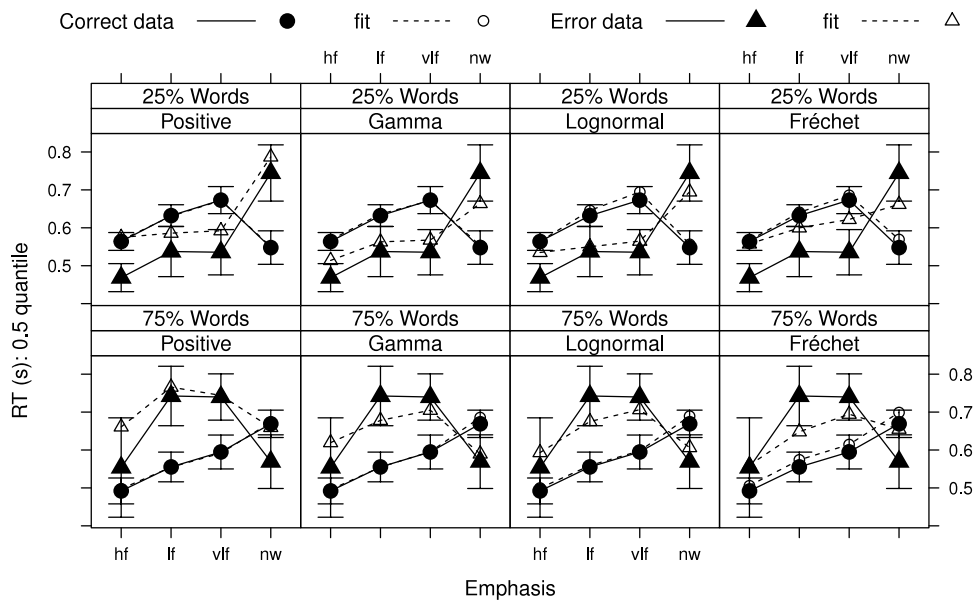 Correct data fit Error data fit
hf lf vlf nw hf lf vlf nw
25% Words 25% Words 25% Words 25% Words
Positive Gamma Lognormal Fréchet
0.8
0.7
0.6
0.5
75% Words 75% Words 75% Words 75% Words
Positive Gamma Lognormal Fréchet
0.8
0.7
0.6
0.5
RT (s): 0.5 quantile
hf lf vlf nw hf lf vlf nw
Emphasis